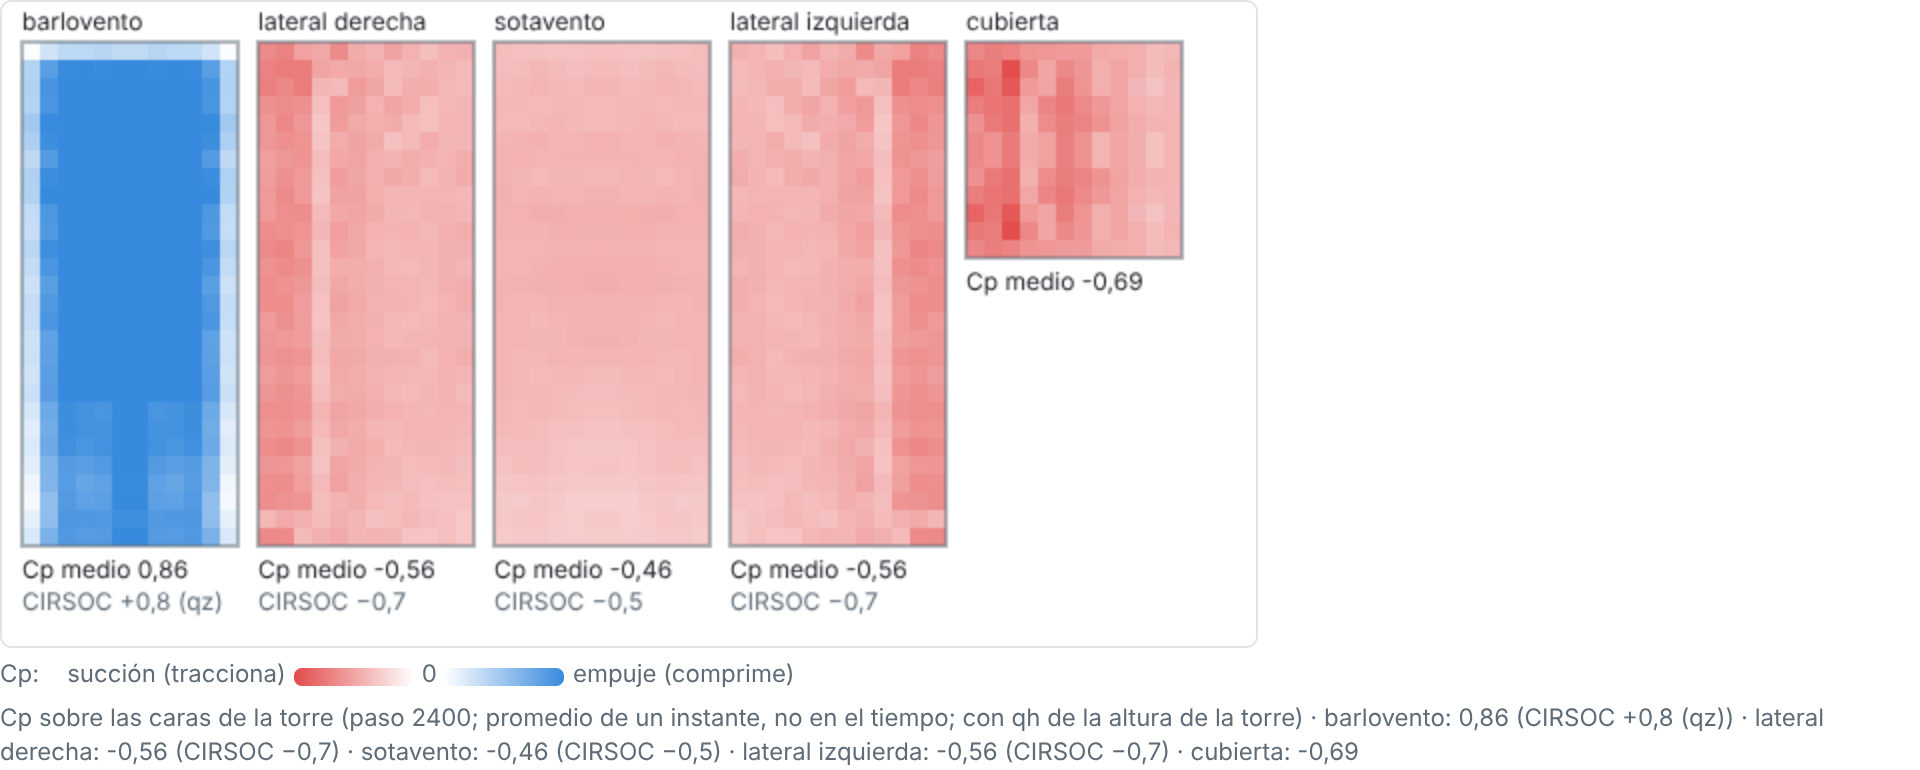 barlovento
lateral derecha
sotavento
lateral izquierda
cubierta
Cp medio -0,69
Cp medio 0,86
CIRSOC +0,8 (qz)
Cp medio -0,56
CIRSOC −0,7
Cp medio -0,46
CIRSOC −0,5
Cp medio -0,56
CIRSOC −0,7
Cp: succión (tracciona) 0 empuje (comprime)
Cp sobre las caras de la torre (paso 2400; promedio de un instante, no en el tiempo; con qh de la altura de la torre) · barlovento: 0,86 (CIRSOC +0,8 (qz)) · lateral
derecha: -0,56 (CIRSOC −0,7) · sotavento: -0,46 (CIRSOC −0,5) · lateral izquierda: -0,56 (CIRSOC −0,7) · cubierta: -0,69